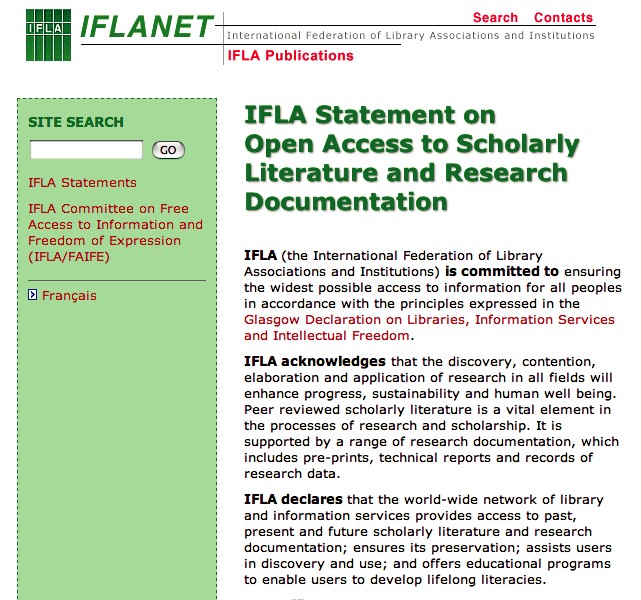 IFLA
IFLANET
Search Contacts
International Federation of Library Associations and Institutions
IFLA Publications
SITE SEARCH
GO
IFLA Statements
IFLA Committee on Free
Access to Information and
Freedom of Expression
(IFLA/FAIFE)
Français
IFLA Statement on
Open Access to Scholarly
Literature and Research
Documentation
IFLA (the International Federation of Library
Associations and Institutions) is committed to ensuring
the widest possible access to information for all peoples
in accordance with the principles expressed in the
Glasgow Declaration on Libraries, Information Services
and Intellectual Freedom.
IFLA acknowledges that the discovery, contention,
elaboration and application of research in all fields will
enhance progress, sustainability and human well being.
Peer reviewed scholarly literature is a vital element in
the processes of research and scholarship. It is
supported by a range of research documentation, which
includes pre-prints, technical reports and records of
research data.
IFLA declares that the world-wide network of library
and information services provides access to past,
present and future scholarly literature and research
documentation; ensures its preservation; assists users
in discovery and use; and offers educational programs
to enable users to develop lifelong literacies.